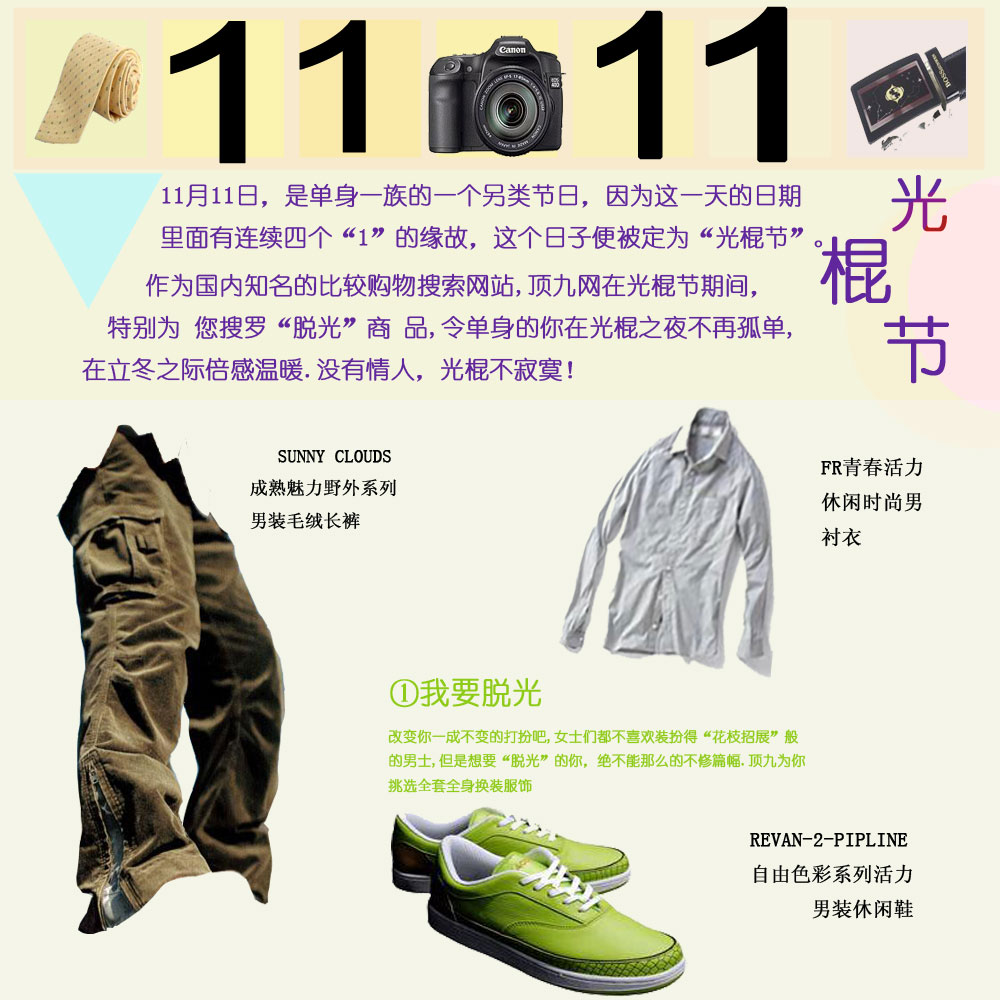 11 11 11
Canon
EOS
40D
11月11日，是单身一族的一个另类节日，因为这一天的日期
里面有连续四个“1”的缘故，这个日子便被定为“光棍节”。
作为国内知名的比较购物搜索网站,顶九网在光棍节期间，
特别为 您搜罗“脱光”商 品,令单身的你在光棍之夜不再孤单,
在立冬之际倍感温暖.没有情人，光棍不寂寞!
光
棍
节
SUNNY CLOUDS
成熟魅力野外系列
男装毛绒长裤
FR青春活力
休闲时尚男
衬衣
①我要脱光
改变你一成不变的打扮吧,女士们都不喜欢装扮得“花枝招展”般
的男士,但是想要“脱光”的你，绝不能那么的不修篇幅.顶九为你
挑选全套全身换装服饰
REVAN-2-PIPLINE
自由色彩系列活力
男装休闲鞋